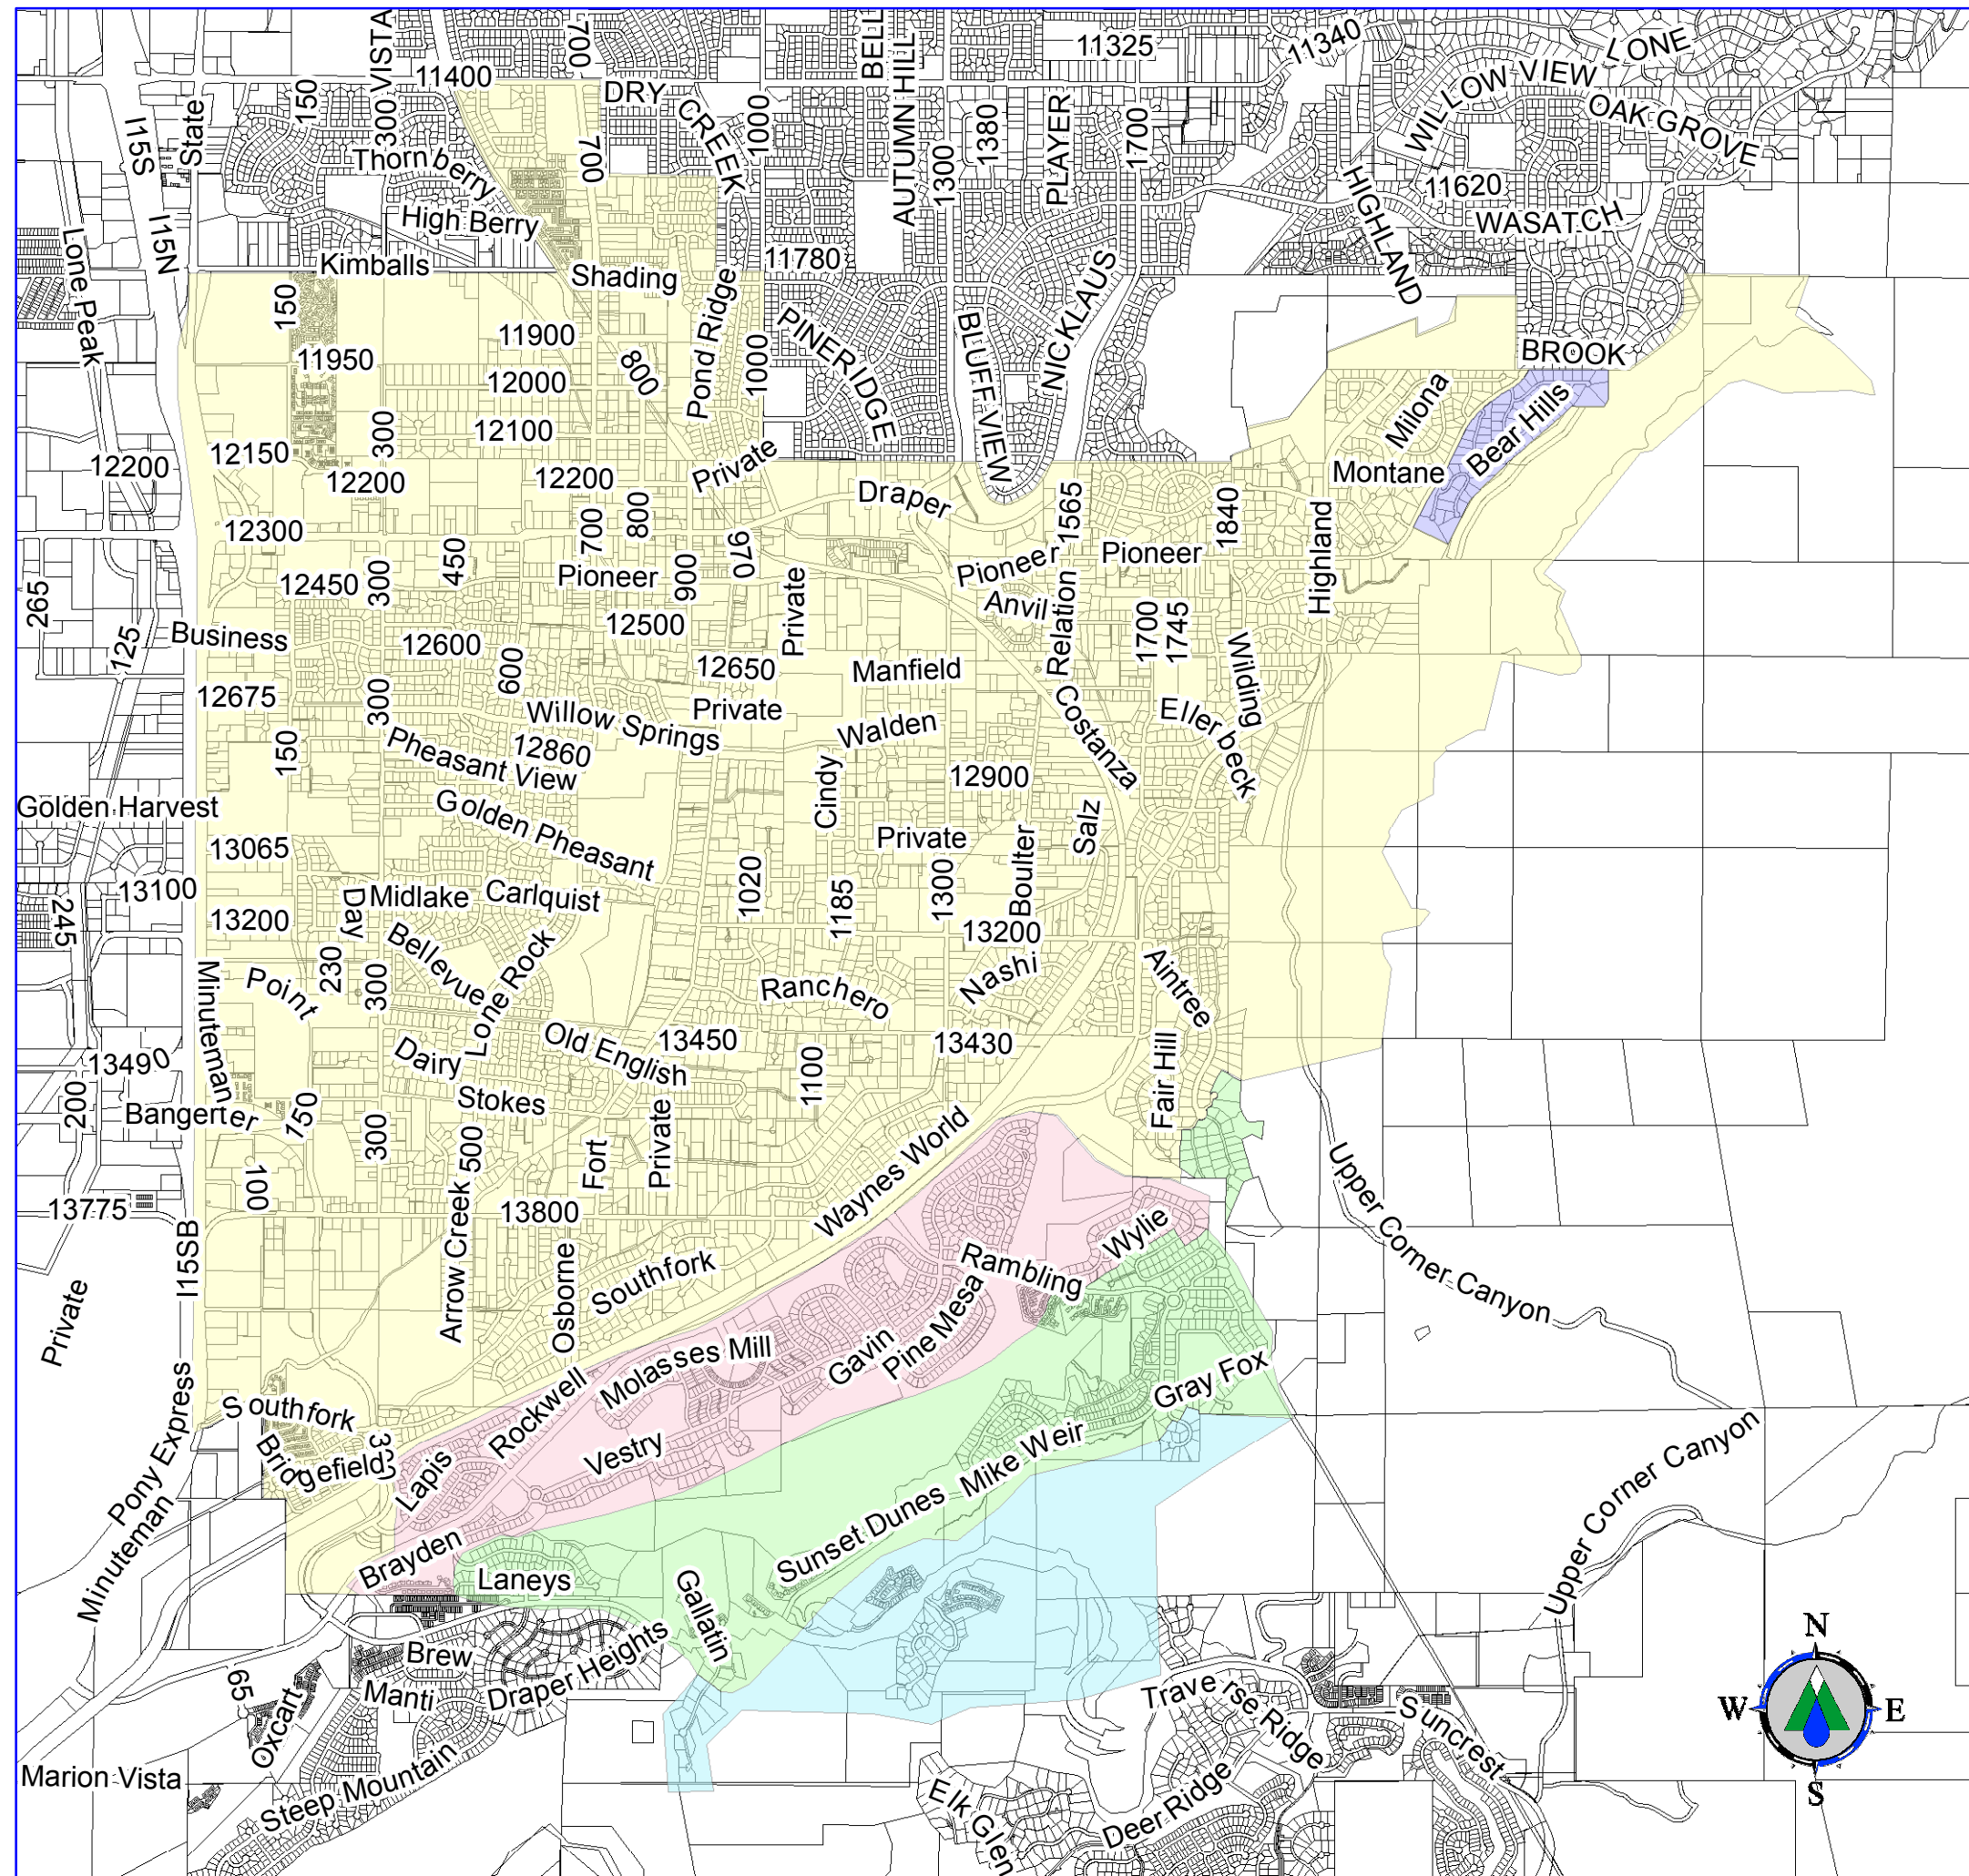 VISTA
700
BELL
11325
11340
LONE
11400
150
300
DRY
CREEK
1000
AUTUMN HILL
1380
PLAYER
1700
WILLOW VIEW
OAK GROVE
I15S
State
Thornberry
700
1300
HIGHLAND
11620
WASATCH
High Berry
Lone Peak
I15N
Kimballs
Shading
11780
150
Pond Ridge
PINERIDGE
BLUFF VIEW
NICKLAUS
11900
11950
800
1000
BROOK
12000
Milona
Bear Hills
300
12100
12150
12200
12200
12200
Private
Montane
Draper
1565
1840
Highland
12300
700
800
970
450
Pioneer
Pioneer
Pioneer
12450
300
900
265
Private
Anvil
Relation
12500
1700
1745
Wilding
125
Business
12600
600
12650
Manfield
12675
300
Private
Willow Springs
Walden
Costanza
Ellerbeck
150
12860
Pheasant View
Cindy
12900
Golden Harvest
Golden Pheasant
Private
Salz
13065
Boulter
13100
Midlake
Carlquist
1020
1185
1300
245
Day
13200
13200
Bellevue
Lone Rock
Minuteman
Point
230
300
Ranchero
Nashi
Aintree
13490
Dairy
Old English
13450
13430
1100
Fair Hill
200
Bangerter
150
300
Stokes
500
Fort
Private
Waynes World
100
13775
13800
Upper Corner Canyon
I15SB
Arrow Creek
Osborne
Southfork
Rambling
Wylie
Private
Molasses Mill
Gavin
Pine Mesa
Rockwell
Gray Fox
Southfork
Bridgefield
Lapis
Vestry
Mike Weir
Pony Express
Minuteman
Sunset Dunes
Upper Corner Canyon
Upper Corner Canyon
Brayden
Laneys
Gallatin
Brew
Draper Heights
65
Oxcart
Manti
Traverse Ridge
Suncrest
Marion Vista
Steep Mountain
Elk Glen
Deer Ridge
N
W
E
S